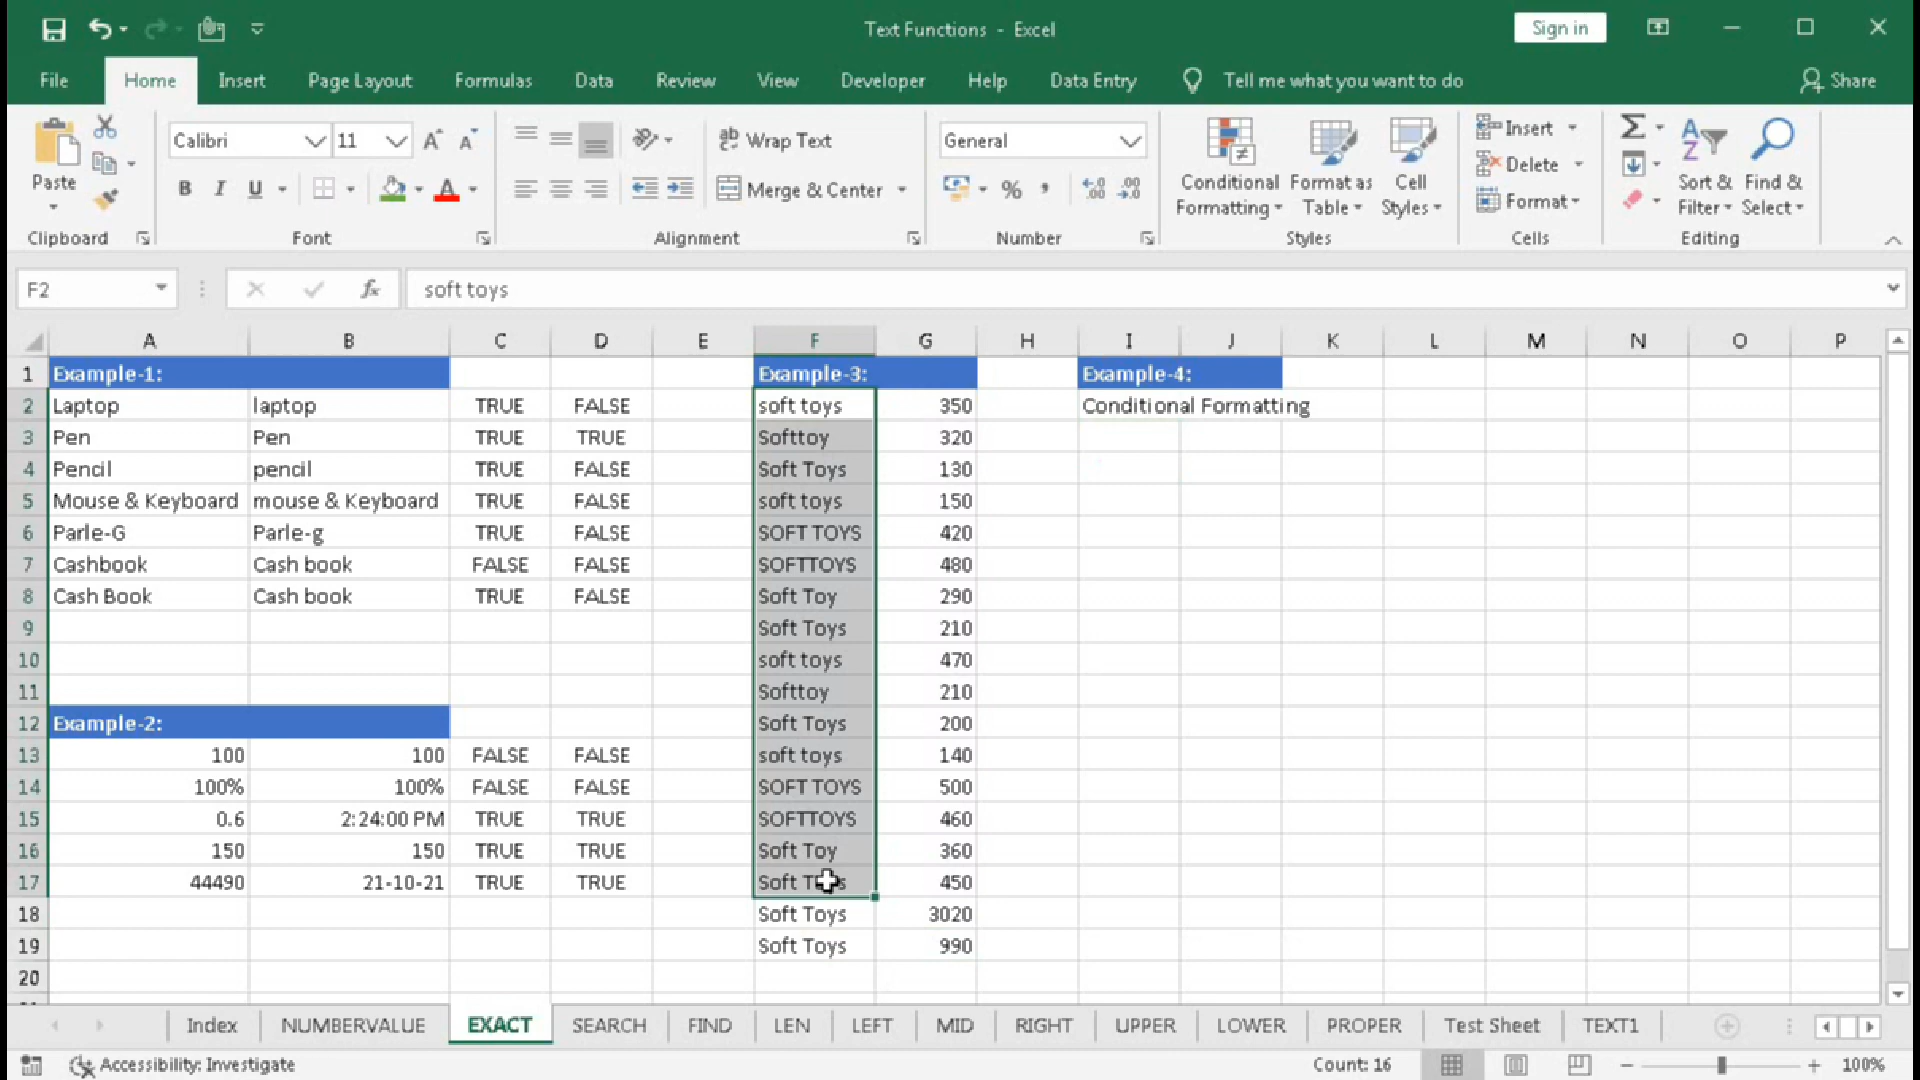 Text Functions - Excel
Sign in
File Home Insert Page Layout Formulas Data Review View Developer Help Data Entry Tell me what you want to do Share
Calibri 11 Wrap Text General Insert
Paste Merge & Center Conditional Formatting Format as Table Cell Styles Delete Sort & Filter Find & Select
Format
Clipboard Font Alignment Number Styles Cells Editing
F2 fx soft toys
A B C D E F G H I J K L M N O P
1 Example-1: Example-3: Example-4:
2 Laptop laptop TRUE FALSE soft toys 350 Conditional Formatting
3 Pen Pen TRUE TRUE Softtoy 320
4 Pencil pencil TRUE FALSE Soft Toys 130
5 Mouse & Keyboard mouse & Keyboard TRUE FALSE soft toys 150
6 Parle-G Parle-g TRUE FALSE SOFT TOYS 420
7 Cashbook Cash book FALSE FALSE SOFTTOYS 480
8 Cash Book Cash book TRUE FALSE Soft Toy 290
9 Soft Toys 210
10 soft toys 470
11 Softtoy 210
12 Example-2: Soft Toys 200
13 100 100 FALSE FALSE soft toys 140
14 100% 100% FALSE FALSE SOFT TOYS 500
15 0.6 2:24:00 PM TRUE TRUE SOFTTOYS 460
16 150 150 TRUE TRUE Soft Toy 360
17 44490 21-10-21 TRUE TRUE Soft 450
18 Soft Toys 3020
19 Soft Toys 990
20
Index NUMBERVALUE EXACT SEARCH FIND LEN LEFT MID RIGHT UPPER LOWER PROPER Test Sheet TEXT1
Accessibility: Investigate Count: 16 100%